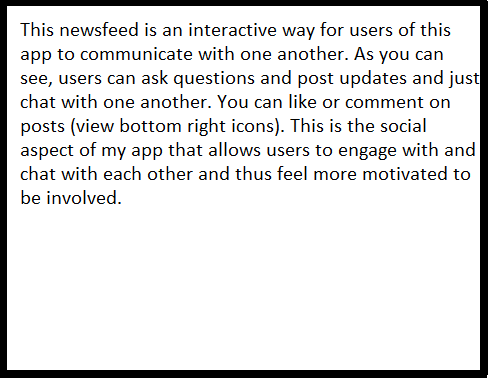 This newsfeed is an interactive way for users of this
app to communicate with one another. As you can
see, users can ask questions and post updates and just
chat with one another. You can like or comment on
posts (view bottom right icons). This is the social
aspect of my app that allows users to engage with and
chat with each other and thus feel more motivated to
be involved.